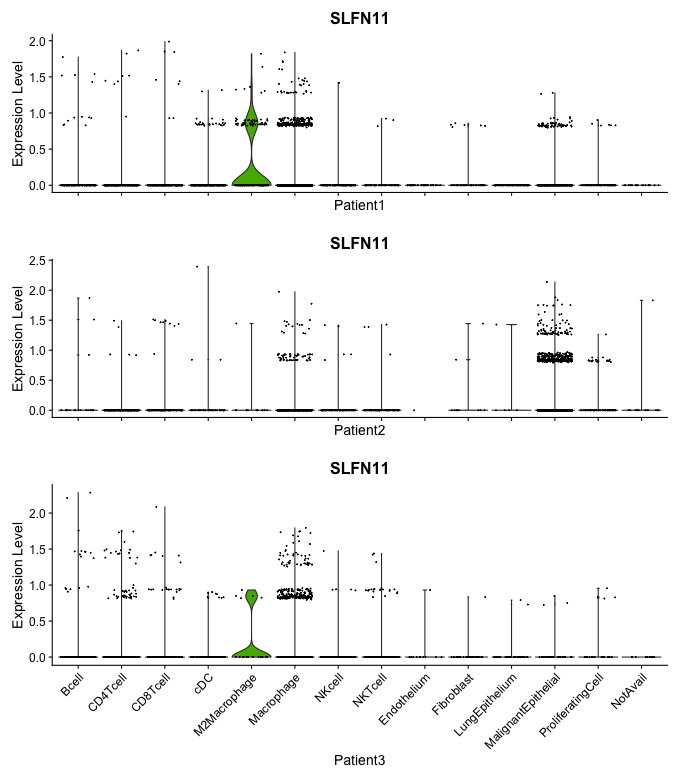 SLFN11
2.0
1.5
1.0
0.5
0.0
Expression Level
Patient1
SLFN11
2.5
2.0
1.5
1.0
0.5
0.0
Expression Level
Patient2
SLFN11
2.0
1.5
1.0
0.5
0.0
Expression Level
Bcell
CD4Tcell
CD8Tcell
cDC
M2Macrophage
Macrophage
NKcell
NKTcell
Endothelium
Fibroblast
LungEpithelium
MalignantEpithelial
ProliferatingCell
NotAvail
Patient3